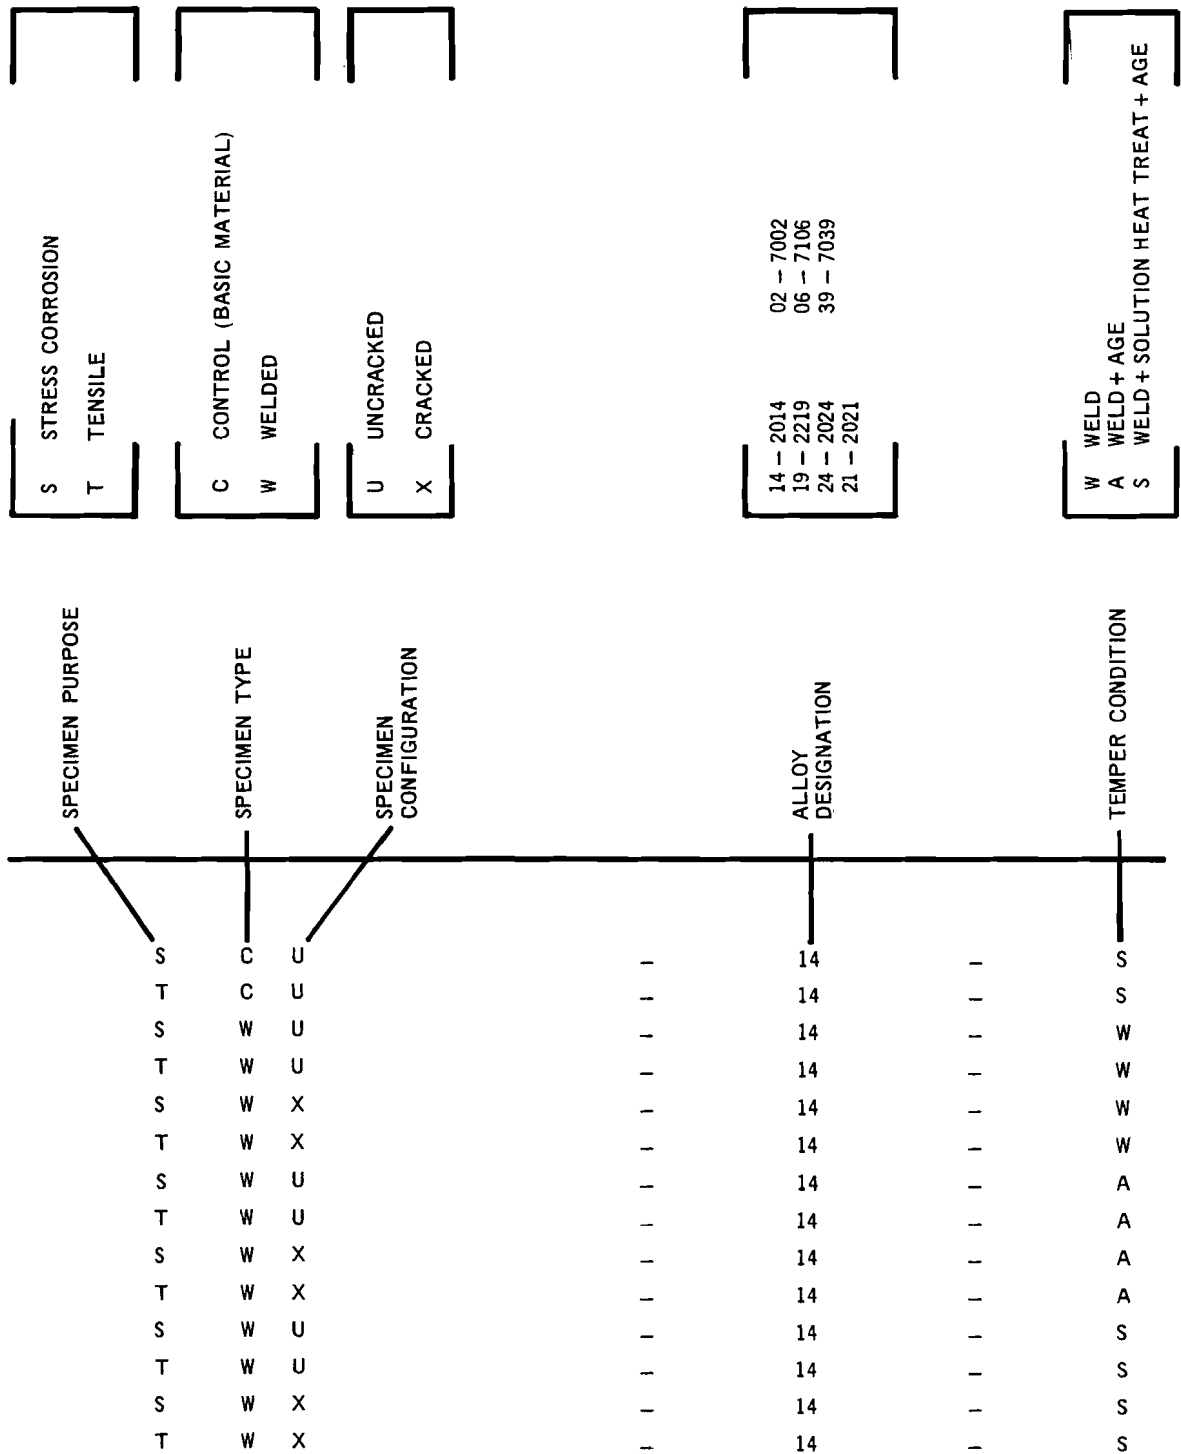 S STRESS CORROSION
T TENSILE
C CONTROL (BASIC MATERIAL)
W WELDED
U UNCRACKED
X CRACKED
14 – 2014 02 – 7002
19 – 2219 06 – 7106
24 – 2024 39 – 7039
21 – 2021
W WELD
A WELD + AGE
S WELD + SOLUTION HEAT TREAT + AGE
SPECIMEN PURPOSE
SPECIMEN TYPE
SPECIMEN
CONFIGURATION
ALLOY
DESIGNATION
TEMPER CONDITION
S C U – 14 – S
T C U – 14 – S
S W U – 14 – W
T W U – 14 – W
S W X – 14 – W
T W X – 14 – W
S W U – 14 – A
T W U – 14 – A
S W X – 14 – A
T W X – 14 – A
S W U – 14 – S
T W U – 14 – S
S W X – 14 – S
T W X – 14 – S